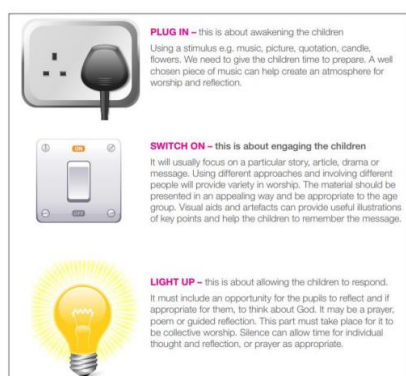 PLUG IN – this is about awakening the children
Using a stimulus e.g. music, picture, quotation, candle,
flowers. We need to give the children time to prepare. A well
chosen piece of music can help create an atmosphere for
worship and reflection.
SWITCH ON – this is about engaging the children
It will usually focus on a particular story, article, drama or
message. Using different approaches and involving different
people will provide variety in worship. The material should be
presented in an appealing way and be appropriate to the age
group. Visual aids and artefacts can provide useful illustrations
of key points and help the children to remember the message.
ON
OFF
LIGHT UP – this is about allowing the children to respond.
It must include an opportunity for the pupils to reflect and if
appropriate for them, to think about God. It may be a prayer,
poem or guided reflection. This part must take place for it to
be collective worship. Silence can allow time for individual
thought and reflection, or prayer as appropriate.